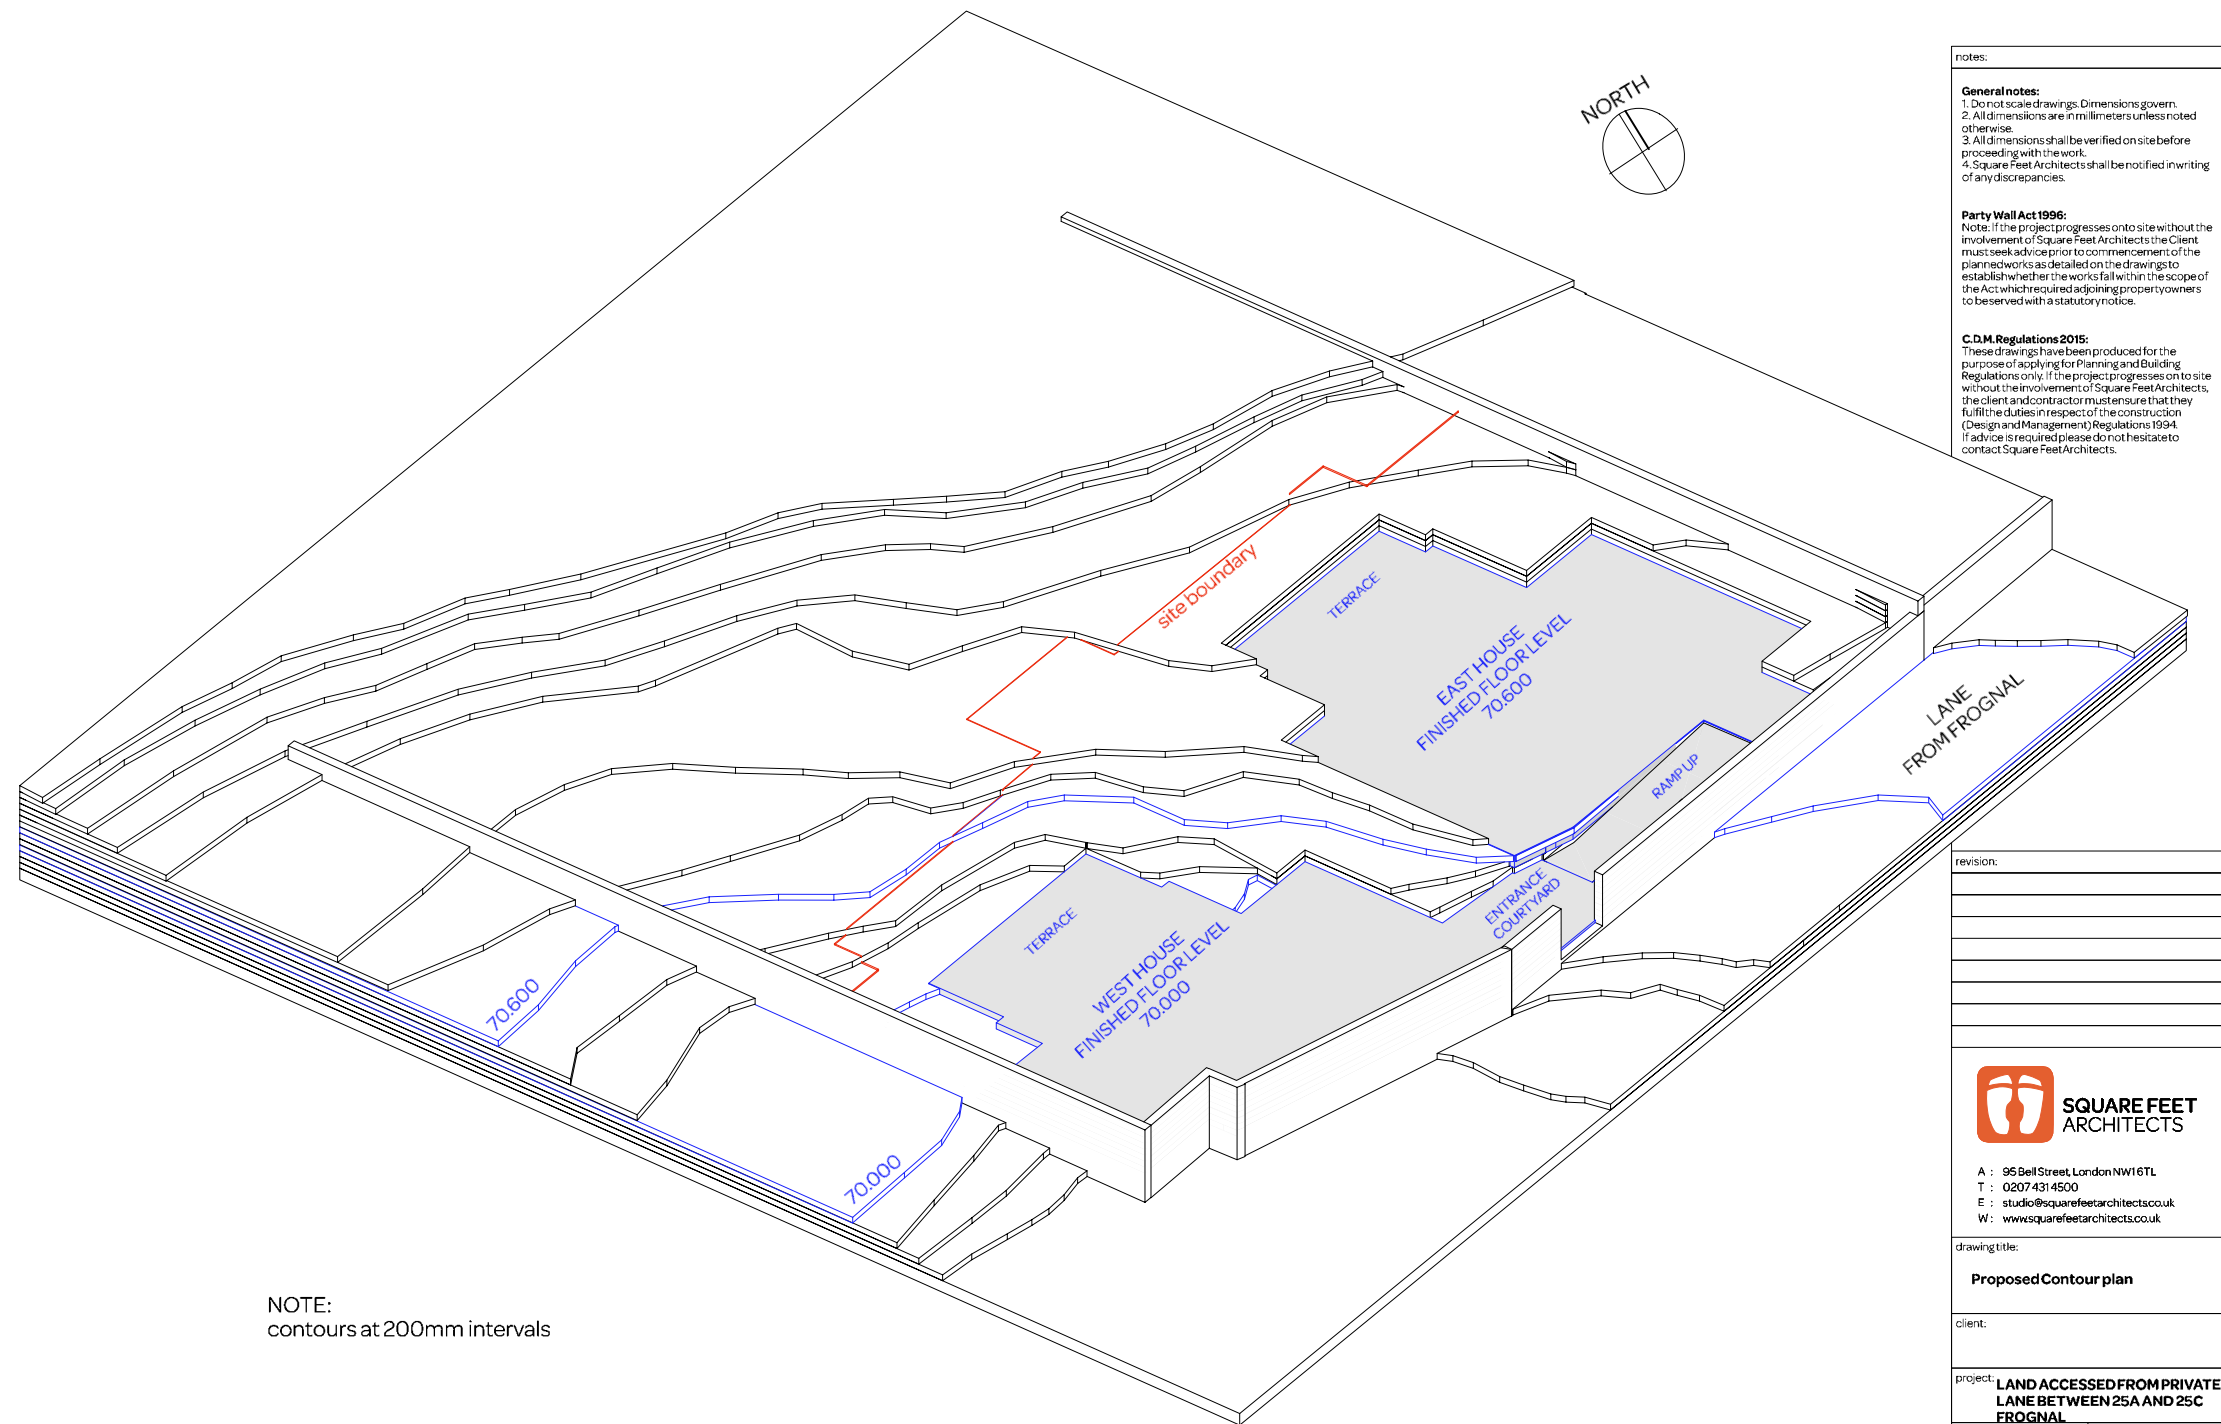 NORTH
site boundary
TERRACE
EAST HOUSE
FINISHED FLOOR LEVEL
70.600
RAMP UP
LANE
FROM FROGNAL
ENTRANCE
COURTYARD
TERRACE
WEST HOUSE
FINISHED FLOOR LEVEL
70.000
70.600
70.000
NOTE:
contours at 200mm intervals
notes:
General notes:
1. Do not scale drawings. Dimensions govern.
2. All dimensiions are in millimeters unless noted
otherwise.
3. All dimensions shall be verified on site before
proceeding with the work.
4. Square Feet Architects shall be notified in writing
of any discrepancies.
Party Wall Act 1996:
Note: If the project progresses onto site without the
involvement of Square Feet Architects the Client
must seek advice prior to commencement of the
planned works as detailed on the drawings to
establish whether the works fall within the scope of
the Act which required adjoining property owners
to be served with a statutory notice.
C.D.M. Regulations 2015:
These drawings have been produced for the
purpose of applying for Planning and Building
Regulations only. If the project progresses on to site
without the involvement of Square Feet Architects,
the client and contractor must ensure that they
fulfil the duties in respect of the construction
(Design and Management) Regulations 1994.
If advice is required please do not hesitate to
contact Square Feet Architects.
revision:
SQUARE FEET
ARCHITECTS
A : 95 Bell Street, London NW1 6TL
T : 0207 431 4500
E : studio@squarefeetarchitects.co.uk
W : www.squarefeetarchitects.co.uk
drawing title:
Proposed Contour plan
client:
project: LAND ACCESSED FROM PRIVATE
LANE BETWEEN 25A AND 25C
FROGNAL